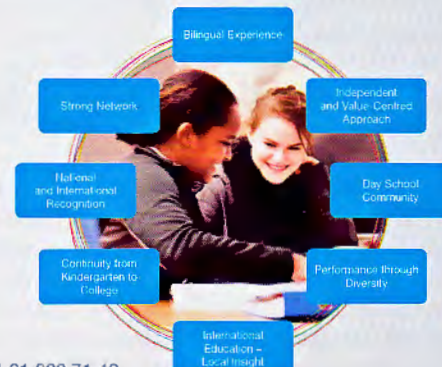 Bilingual Experience
Strong Network
Independent
and Value-Centred
Approach
National
and International
Recognition
Day School
Community
Continuity from
Kindergarten to
College
Performance through
Diversity
International
Education –
Local Insight